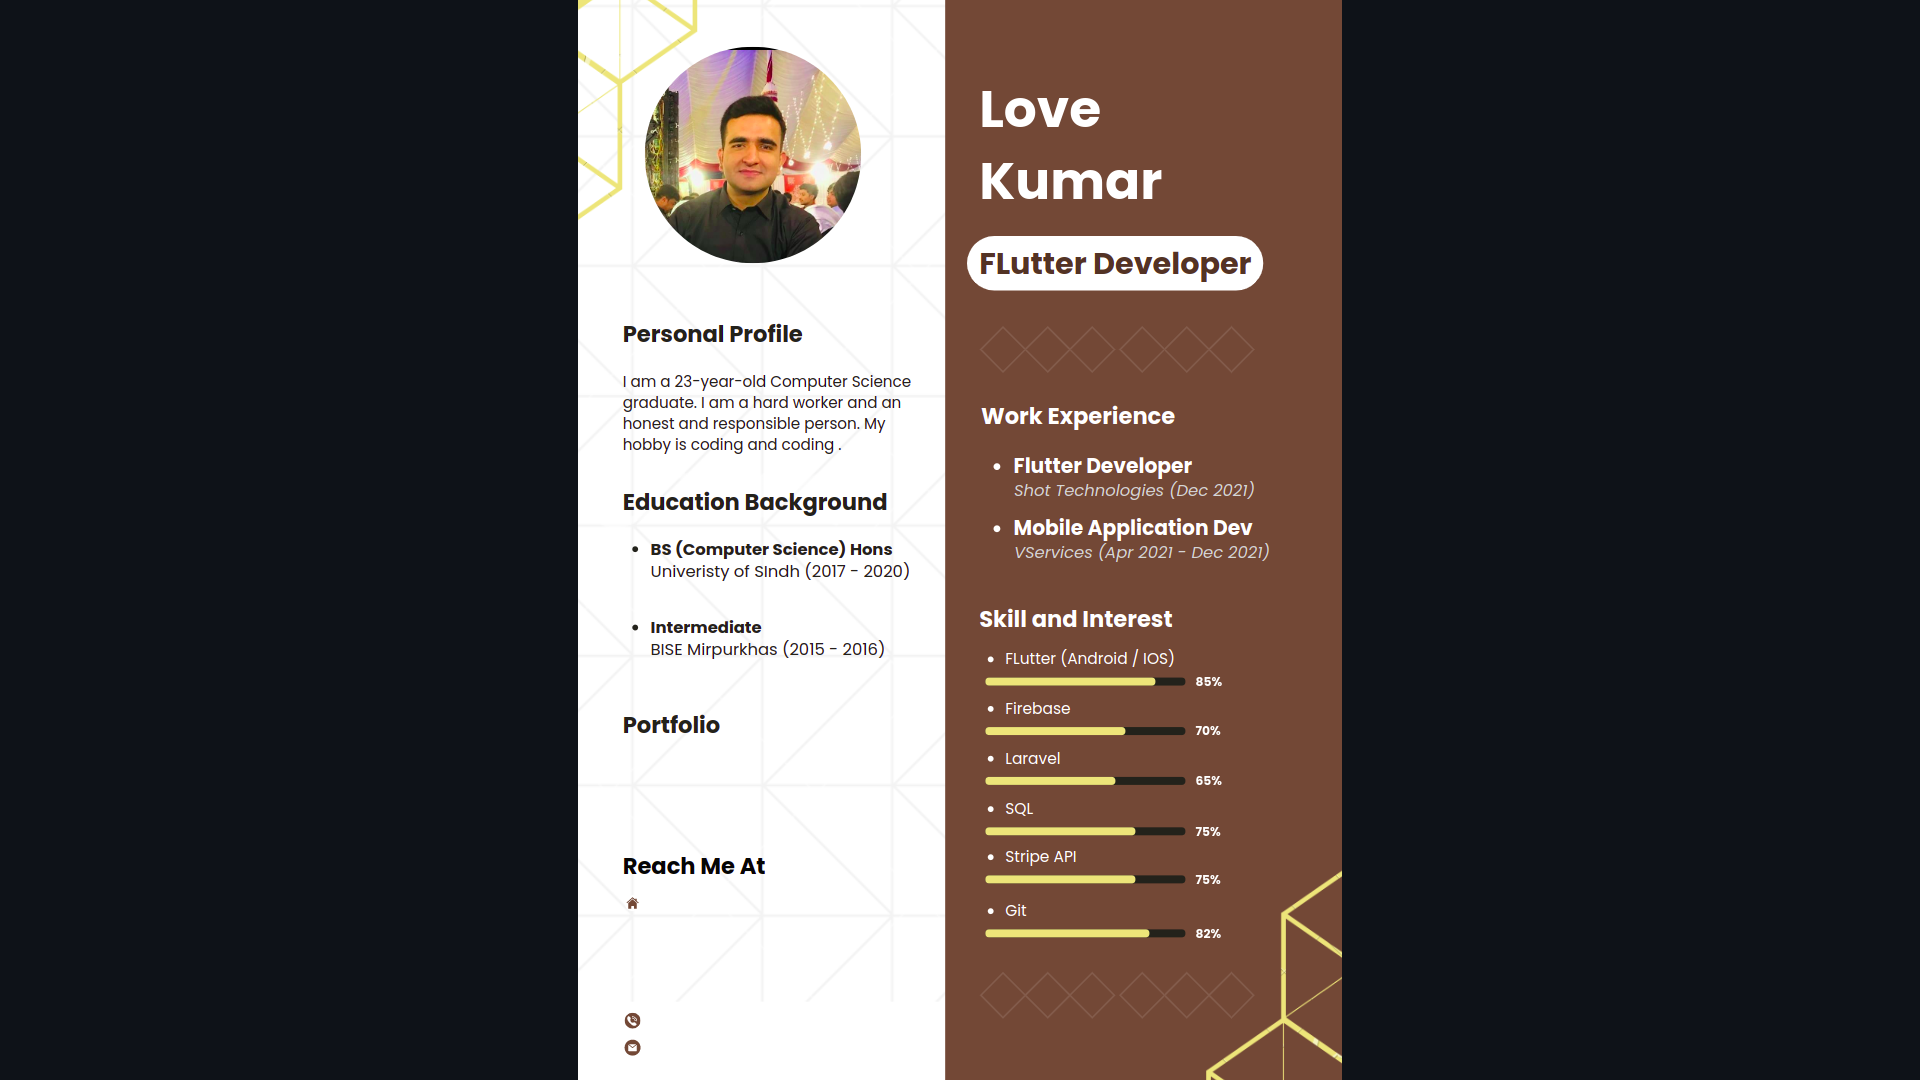 Personal Profile
I am a 23-year-old Computer Science
graduate. I am a hard worker and an
honest and responsible person. My
hobby is coding and coding .
Education Background
BS (Computer Science) Hons
Univeristy of SIndh (2017 - 2020)
Intermediate
BISE Mirpurkhas (2015 - 2016)
Portfolio
Reach Me At
Love
Kumar
FLutter Developer
Work Experience
Flutter Developer
Shot Technologies (Dec 2021)
Mobile Application Dev
VServices (Apr 2021 - Dec 2021)
Skill and Interest
FLutter (Android / IOS)
85%
Firebase
70%
Laravel
65%
SQL
75%
Stripe API
75%
Git
82%